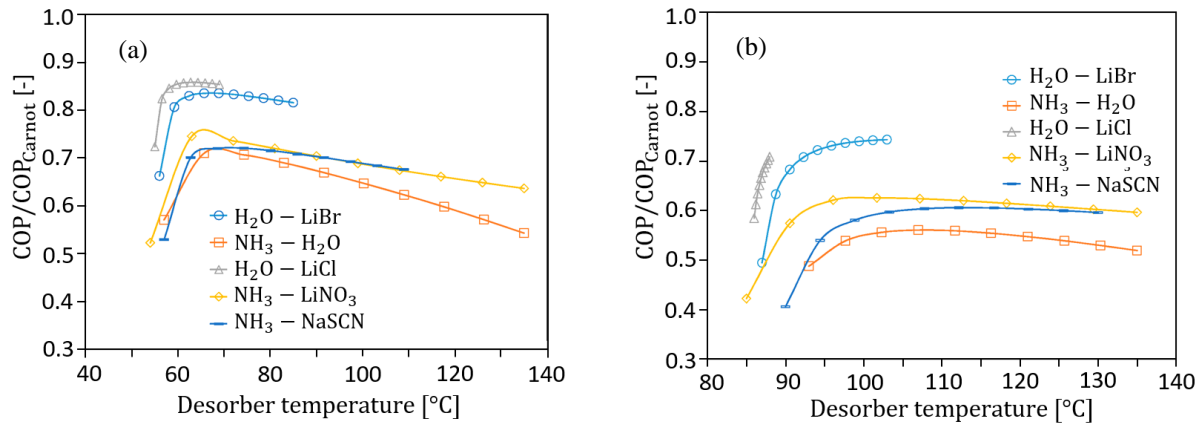 (a)
COP/COP_Carnot [-]
1.0
0.9
0.8
0.7
0.6
0.5
0.4
0.3
H₂O − LiBr
NH₃ − H₂O
H₂O − LiCl
NH₃ − LiNO₃
NH₃ − NaSCN
40 60 80 100 120 140
Desorber temperature [°C]
(b)
COP/COP_Carnot [-]
1.0
0.9
0.8
0.7
0.6
0.5
0.4
0.3
H₂O − LiBr
NH₃ − H₂O
H₂O − LiCl
NH₃ − LiNO₃
NH₃ − NaSCN
80 90 100 110 120 130 140
Desorber temperature [°C]